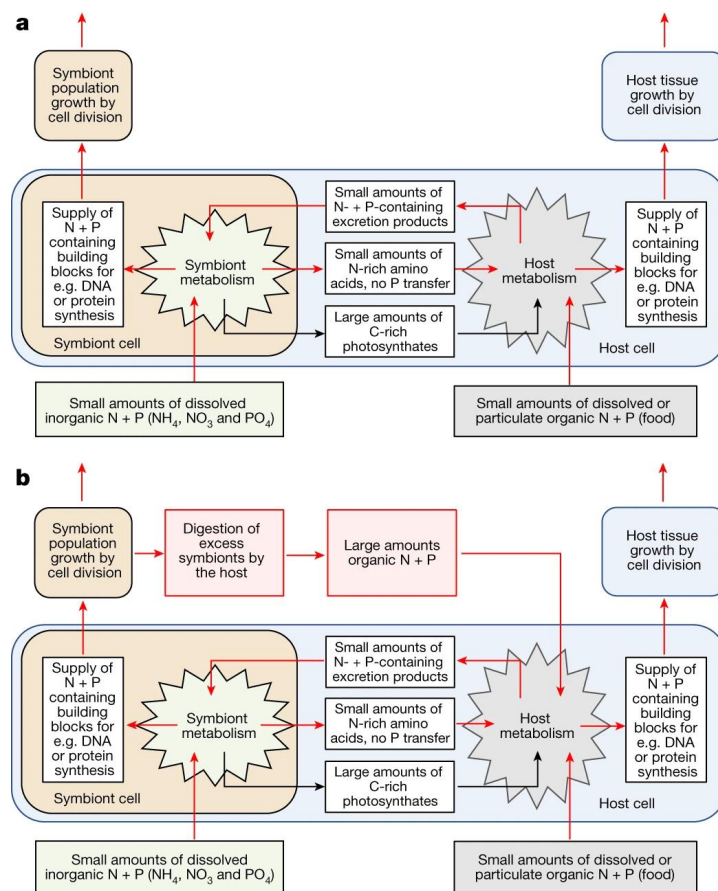 a
Symbiont
population
growth by
cell division
Host tissue
growth by
cell division
Supply of
N + P
containing
building
blocks for
e.g. DNA
or protein
synthesis
Symbiont
metabolism
Small amounts of
N- + P-containing
excretion products
Small amounts of
N-rich amino
acids, no P transfer
Large amounts of
C-rich
photosynthates
Host
metabolism
Supply of
N + P
containing
building
blocks for
e.g. DNA
or protein
synthesis
Symbiont cell
Host cell
Small amounts of dissolved
inorganic N + P (NH₄, NO₃ and PO₄)
Small amounts of dissolved or
particulate organic N + P (food)
b
Symbiont
population
growth by
cell division
Digestion of
excess
symbionts by
the host
Large amounts
organic N + P
Host tissue
growth by
cell division
Supply of
N + P
containing
building
blocks for
e.g. DNA
or protein
synthesis
Symbiont
metabolism
Small amounts of
N- + P-containing
excretion products
Small amounts of
N-rich amino
acids, no P transfer
Large amounts of
C-rich
photosynthates
Host
metabolism
Supply of
N + P
containing
building
blocks for
e.g. DNA
or protein
synthesis
Symbiont cell
Host cell
Small amounts of dissolved
inorganic N + P (NH₄, NO₃ and PO₄)
Small amounts of dissolved or
particulate organic N + P (food)